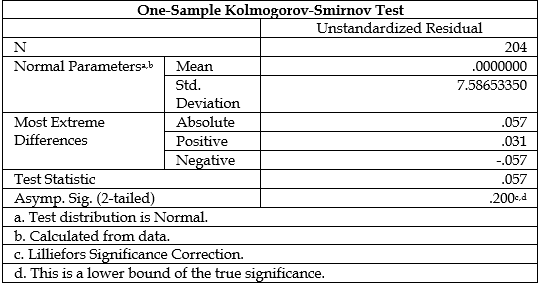 One-Sample Kolmogorov-Smirnov Test
Unstandardized Residual
N 204
Normal Parametersa,b Mean .0000000
Std. Deviation 7.58653350
Most Extreme Differences Absolute .057
Positive .031
Negative -.057
Test Statistic .057
Asymp. Sig. (2-tailed) .200c,d
a. Test distribution is Normal.
b. Calculated from data.
c. Lilliefors Significance Correction.
d. This is a lower bound of the true significance.